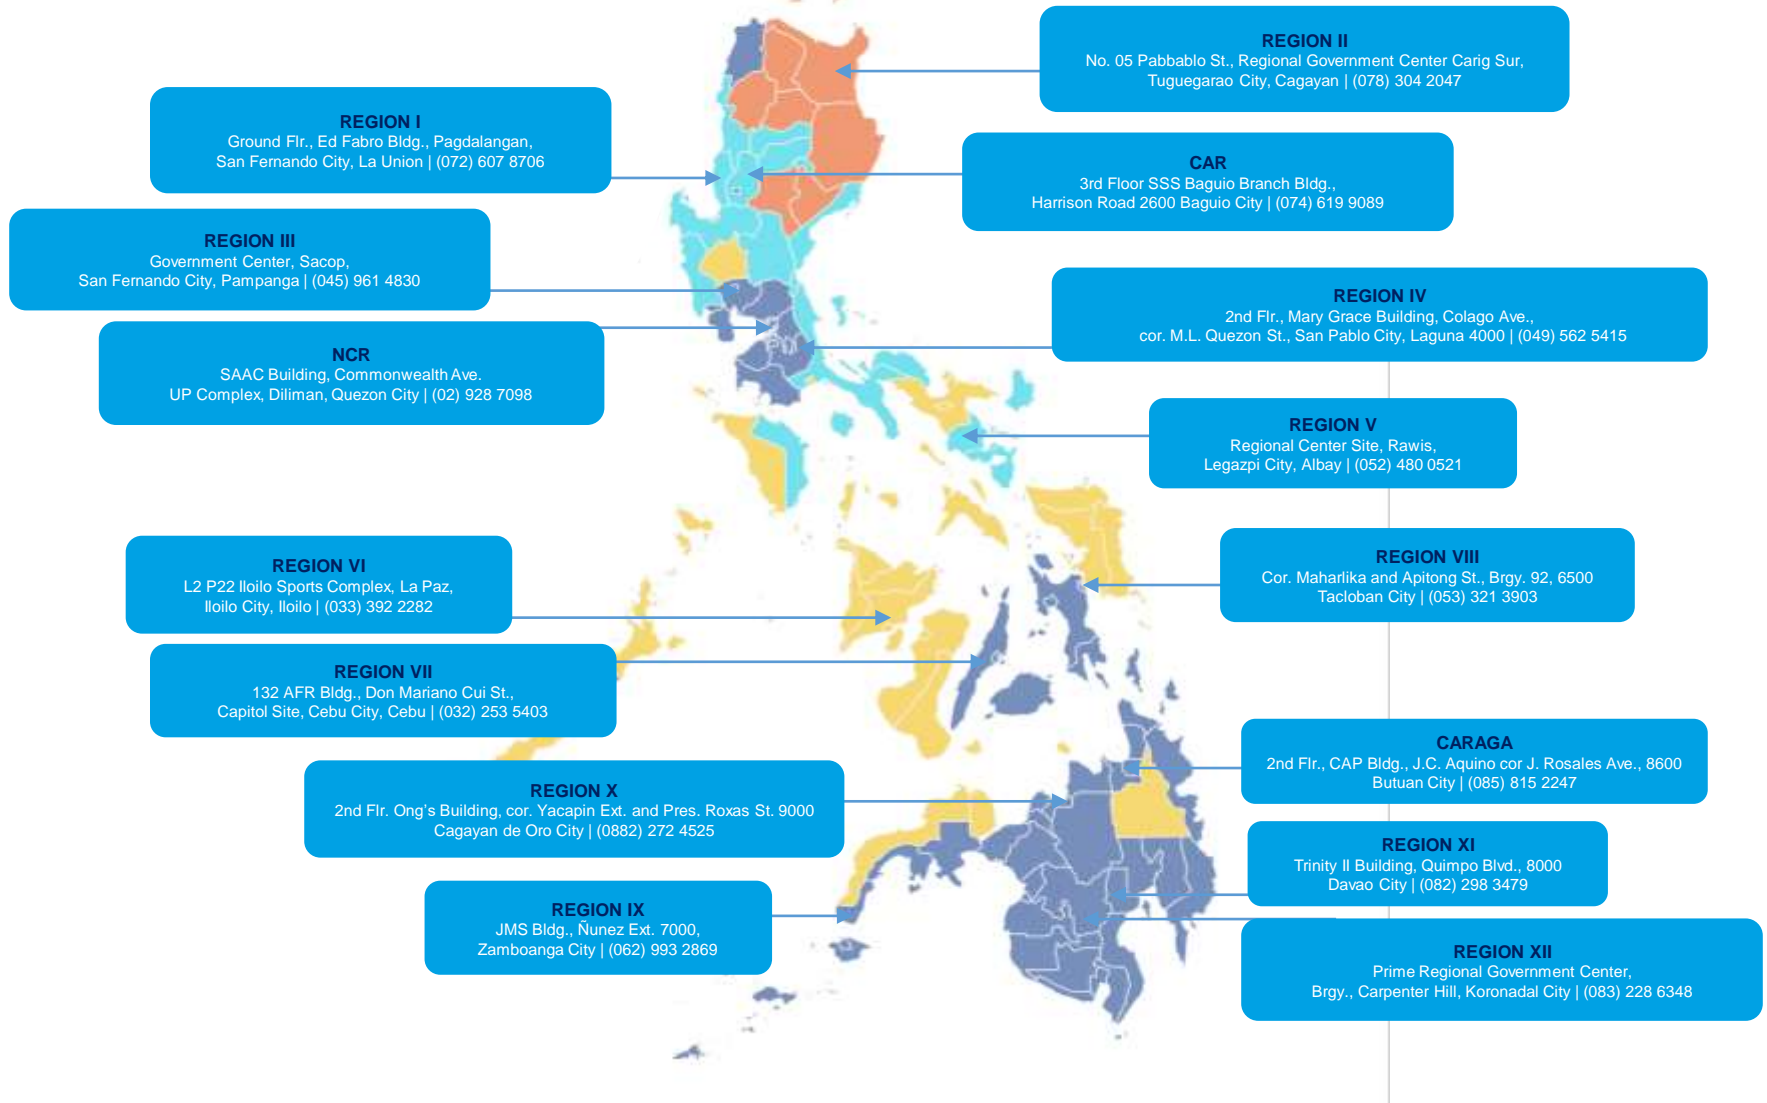 REGION II
No. 05 Pabbablo St., Regional Government Center Carig Sur,
Tuguegarao City, Cagayan | (078) 304 2047
REGION I
Ground Flr., Ed Fabro Bldg., Pagdalangan,
San Fernando City, La Union | (072) 607 8706
CAR
3rd Floor SSS Baguio Branch Bldg.,
Harrison Road 2600 Baguio City | (074) 619 9089
REGION III
Government Center, Sacop,
San Fernando City, Pampanga | (045) 961 4830
REGION IV
2nd Flr., Mary Grace Building, Colago Ave.,
cor. M.L. Quezon St., San Pablo City, Laguna 4000 | (049) 562 5415
NCR
SAAC Building, Commonwealth Ave.
UP Complex, Diliman, Quezon City | (02) 928 7098
REGION V
Regional Center Site, Rawis,
Legazpi City, Albay | (052) 480 0521
REGION VI
L2 P22 Iloilo Sports Complex, La Paz,
Iloilo City, Iloilo | (033) 392 2282
REGION VIII
Cor. Maharlika and Apitong St., Brgy. 92, 6500
Tacloban City | (053) 321 3903
REGION VII
132 AFR Bldg., Don Mariano Cui St.,
Capitol Site, Cebu City, Cebu | (032) 253 5403
CARAGA
2nd Flr., CAP Bldg., J.C. Aquino cor J. Rosales Ave., 8600
Butuan City | (085) 815 2247
REGION X
2nd Flr. Ong's Building, cor. Yacapin Ext. and Pres. Roxas St. 9000
Cagayan de Oro City | (0882) 272 4525
REGION XI
Trinity II Building, Quimpo Blvd., 8000
Davao City | (082) 298 3479
REGION IX
JMS Bldg., Ñunez Ext. 7000,
Zamboanga City | (062) 993 2869
REGION XII
Prime Regional Government Center,
Brgy., Carpenter Hill, Koronadal City | (083) 228 6348